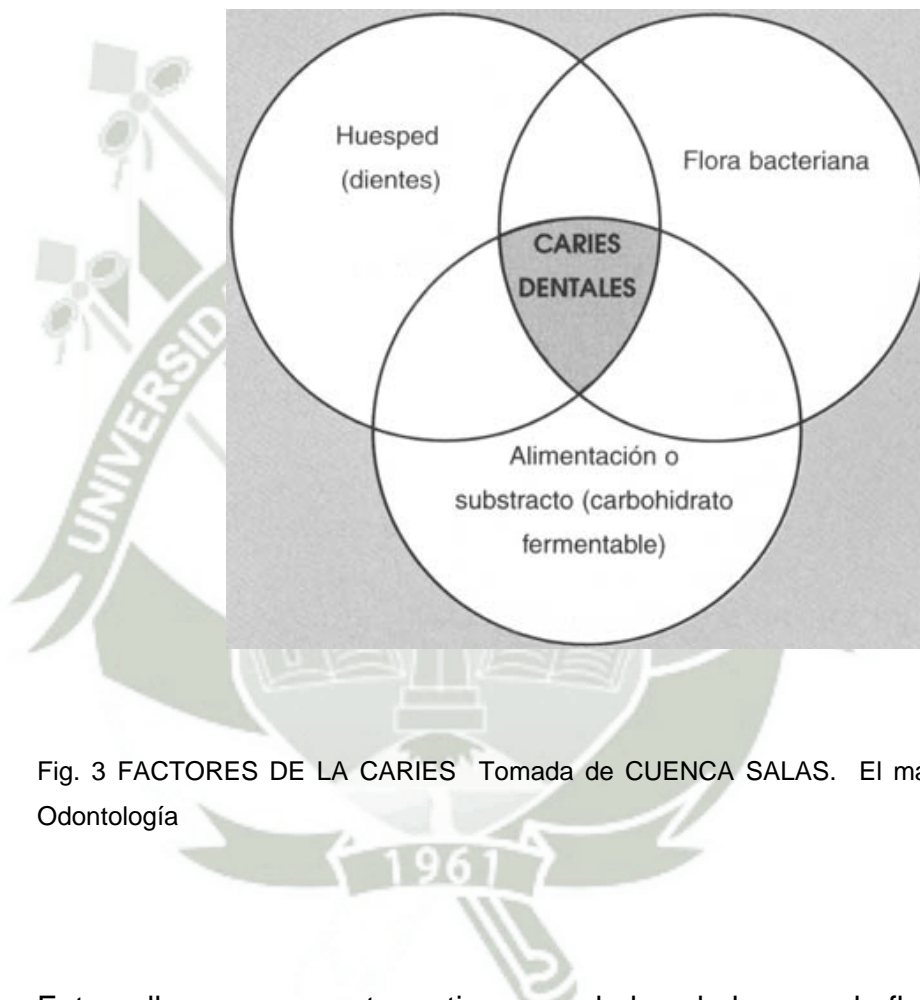 Huesped
(dientes)
Flora bacteriana
CARIES
DENTALES
Alimentación o
substracto (carbohidrato
fermentable)
UNIVERSID
Fig. 3 FACTORES DE LA CARIES Tomada de CUENCA SALAS. El ma
Odontología
1961